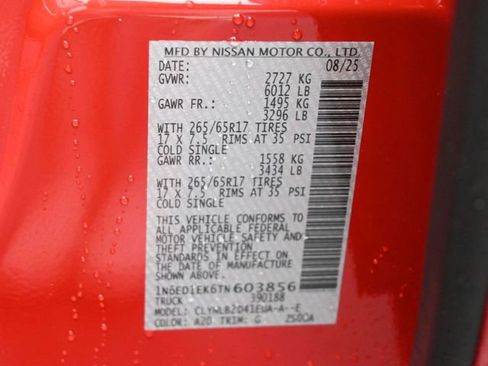 MFD BY NISSAN MOTOR CO., LTD.
DATE: 08/25
GVWR: 2727 KG
6012 LB
GAWR FR.: 1495 KG
3296 LB
WITH 265/65R17 TIRES
17 X 7.5 RIMS AT 35 PSI
COLD SINGLE
GAWR RR.: 1558 KG
3434 LB
WITH 265/65R17 TIRES
17 X 7.5 RIMS AT 35 PSI
COLD SINGLE
THIS VEHICLE CONFORMS TO
ALL APPLICABLE FEDERAL
MOTOR VEHICLE SAFETY AND
THEFT PREVENTION
STANDARDS IN EFFECT ON
THE DATE OF MANUFACTURE
SHOWN ABOVE.
1N6ED1EK6TN603856
TRUCK 390188
MODEL:
COLOR: A20 TRIM: G